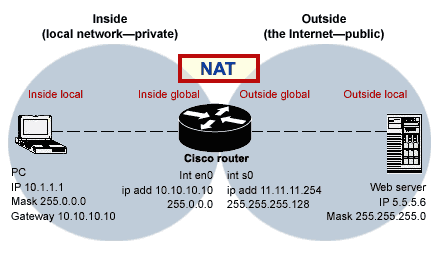 Inside
(local network—private)
Outside
(the Internet—public)
NAT
Inside local
Inside global
Outside global
Outside local
Cisco router
PC
IP 10.1.1.1
Mask 255.0.0.0
Gateway 10.10.10.10
Int en0
ip add 10.10.10.10
255.0.0.0
int s0
ip add 11.11.11.254
255.255.255.128
Web server
IP 5.5.5.6
Mask 255.255.255.0